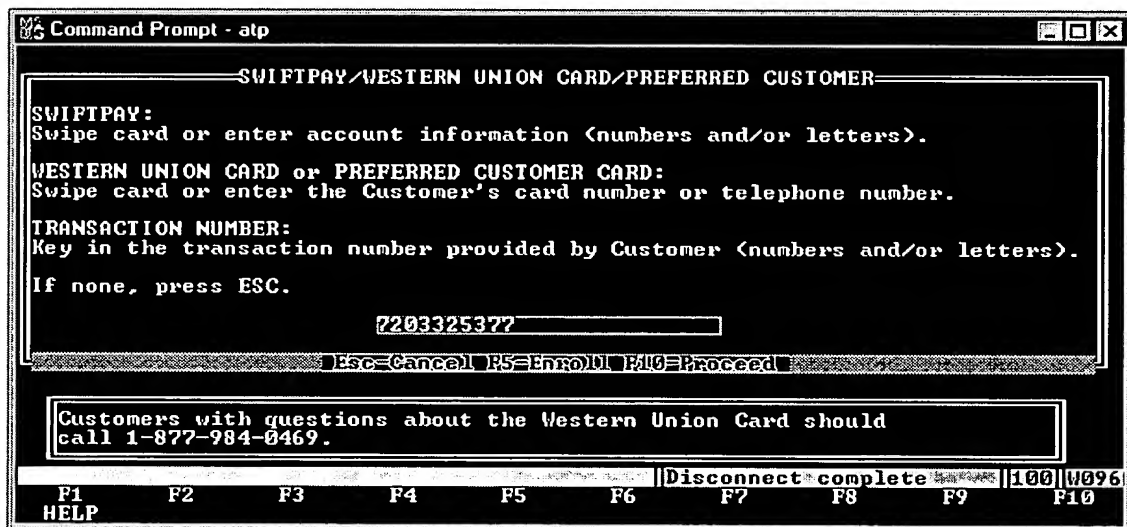 Command Prompt - atp
SWIFTPAY/WESTERN UNION CARD/PREFERRED CUSTOMER
SWIFTPAY:
Swipe card or enter account information (numbers and/or letters).
WESTERN UNION CARD or PREFERRED CUSTOMER CARD:
Swipe card or enter the Customer's card number or telephone number.
TRANSACTION NUMBER:
Key in the transaction number provided by Customer (numbers and/or letters).
If none, press ESC.
7203325377
Esc=Cancel F5=Enroll F10=Proceed
Customers with questions about the Western Union Card should
call 1-877-984-0469.
Disconnect complete 100 W096
F1 F2 F3 F4 F5 F6 F7 F8 F9 F10
HELP